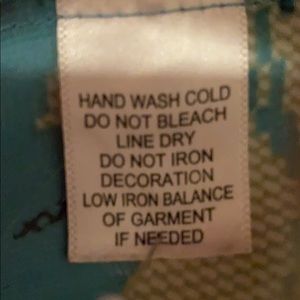 HAND WASH COLD
DO NOT BLEACH
LINE DRY
DO NOT IRON
DECORATION
LOW IRON BALANCE
OF GARMENT
IF NEEDED